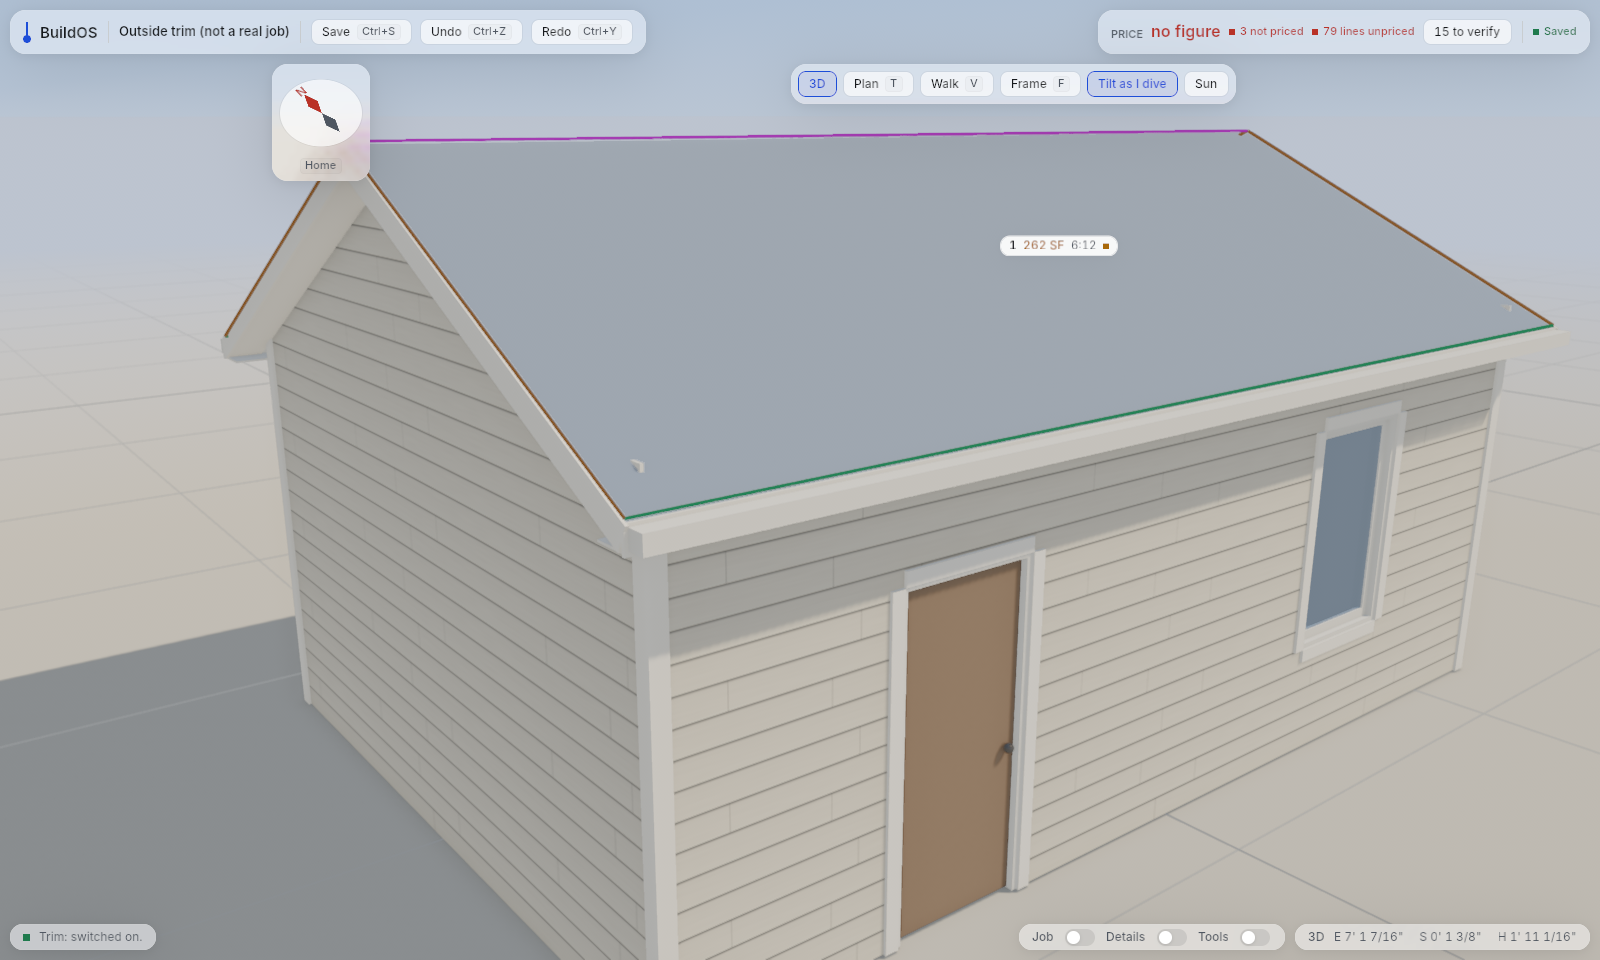 BuildOS Outside trim (not a real job) Save Ctrl+S Undo Ctrl+Z Redo Ctrl+Y
PRICE no figure 3 not priced 79 lines unpriced 15 to verify Saved
3D Plan T Walk V Frame F Tilt as I dive Sun
N
Home
1 262 SF 6:12
Trim: switched on.
Job Details Tools
3D E 7' 1 7/16" S 0' 1 3/8" H 1' 11 1/16"